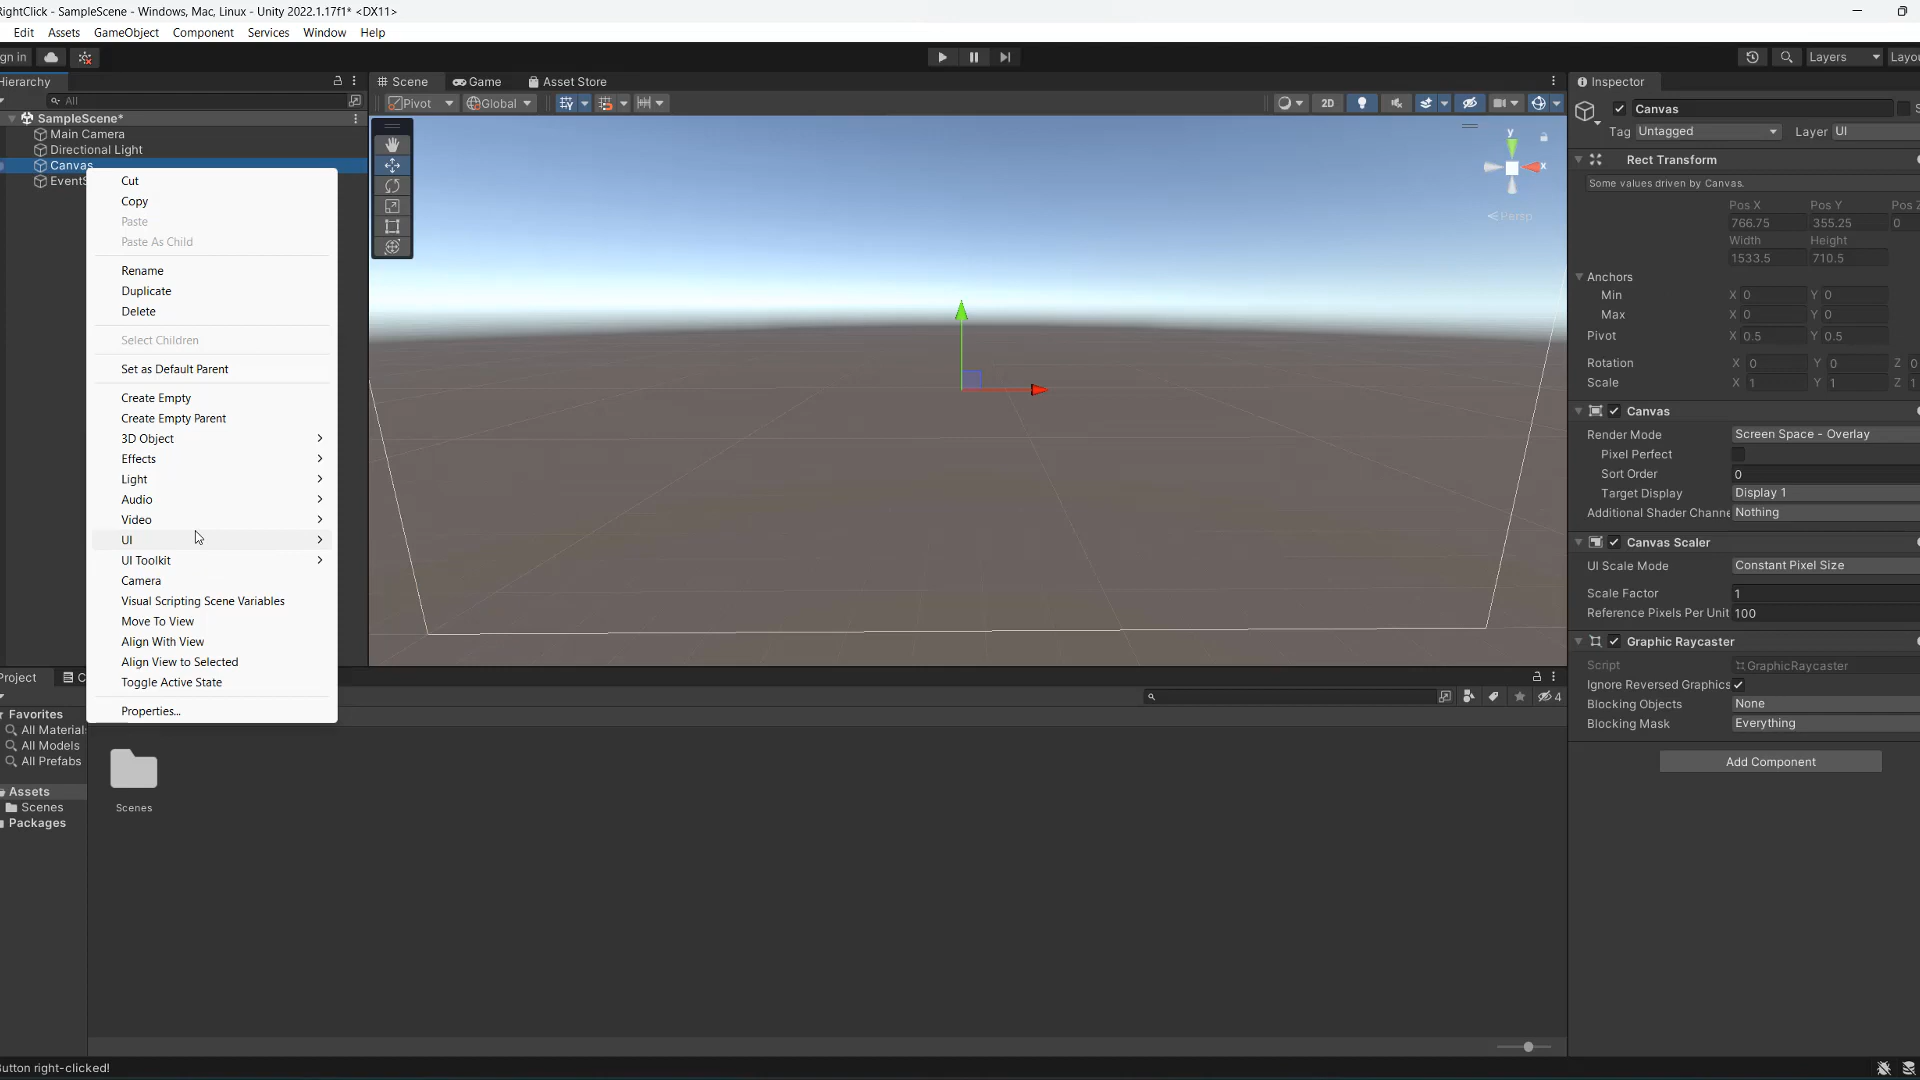 RightClick - SampleScene - Windows, Mac, Linux - Unity 2022.1.17f1* <DX11>
Edit Assets GameObject Component Services Window Help
gn in
Layers
Layou
Hierarchy
All
SampleScene*
Main Camera
Directional Light
Canvas
EventS
Cut
Copy
Paste
Paste As Child
Rename
Duplicate
Delete
Select Children
Set as Default Parent
Create Empty
Create Empty Parent
3D Object
Effects
Light
Audio
Video
UI
UI Toolkit
Camera
Visual Scripting Scene Variables
Move To View
Align With View
Align View to Selected
Toggle Active State
Properties...
Scene Game Asset Store
Pivot Global 2D
y
x
Persp
Inspector
Canvas S
Tag Untagged Layer UI
Rect Transform
Some values driven by Canvas.
Pos X Pos Y Pos Z
766.75 355.25 0
Width Height
1533.5 710.5
Anchors
Min X 0 Y 0
Max X 0 Y 0
Pivot X 0.5 Y 0.5
Rotation X 0 Y 0 Z 0
Scale X 1 Y 1 Z 1
Canvas
Render Mode Screen Space - Overlay
Pixel Perfect
Sort Order 0
Target Display Display 1
Additional Shader Channe Nothing
Canvas Scaler
UI Scale Mode Constant Pixel Size
Scale Factor 1
Reference Pixels Per Unit 100
Graphic Raycaster
Script GraphicRaycaster
Ignore Reversed Graphics
Blocking Objects None
Blocking Mask Everything
Add Component
Project C
4
Favorites
All Materials
All Models
All Prefabs
Assets
Scenes
Packages
Scenes
Button right-clicked!